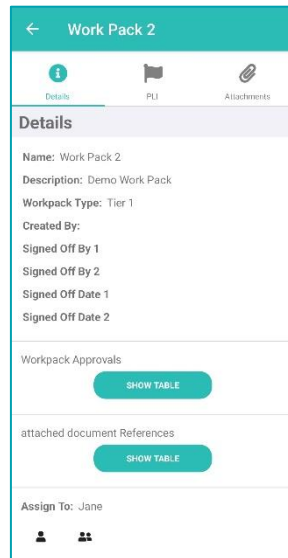 Work Pack 2
Details
PLI
Attachments
Details
Name: Work Pack 2
Description: Demo Work Pack
Workpack Type: Tier 1
Created By:
Signed Off By 1
Signed Off By 2
Signed Off Date 1
Signed Off Date 2
Workpack Approvals
SHOW TABLE
attached document References
SHOW TABLE
Assign To: Jane